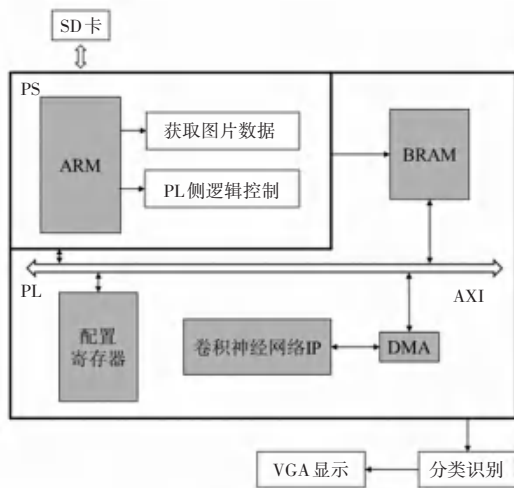 SD卡
PS
ARM
获取图片数据
PL侧逻辑控制
BRAM
PL
AXI
配置
寄存器
卷积神经网络IP
DMA
VGA显示
分类识别